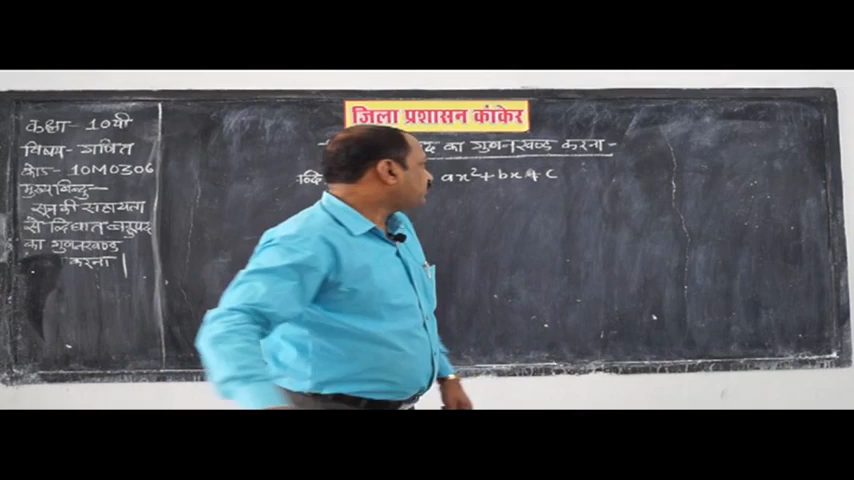 जिला प्रशासन कांकेर
कक्षा - 10वी
विषय - गणित
कोड - 10M0306
मुख्य बिन्दु —
सूत्र की सहायता
से द्विघात बहुपद
का गुणनखण्ड
करना |
का गुणनखण्ड करना -
ax²+bx+c